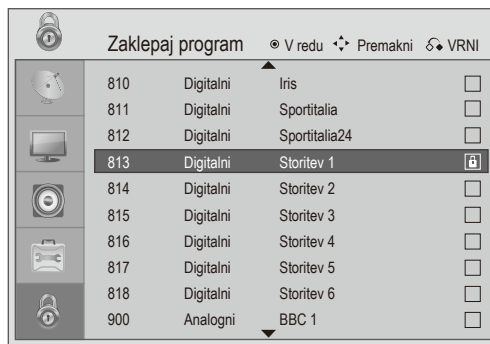 Zaklepaj program V redu Premakni VRNI
810 Digitalni Iris
811 Digitalni Sportitalia
812 Digitalni Sportitalia24
813 Digitalni Storitev 1
814 Digitalni Storitev 2
815 Digitalni Storitev 3
816 Digitalni Storitev 4
817 Digitalni Storitev 5
818 Digitalni Storitev 6
900 Analogni BBC 1